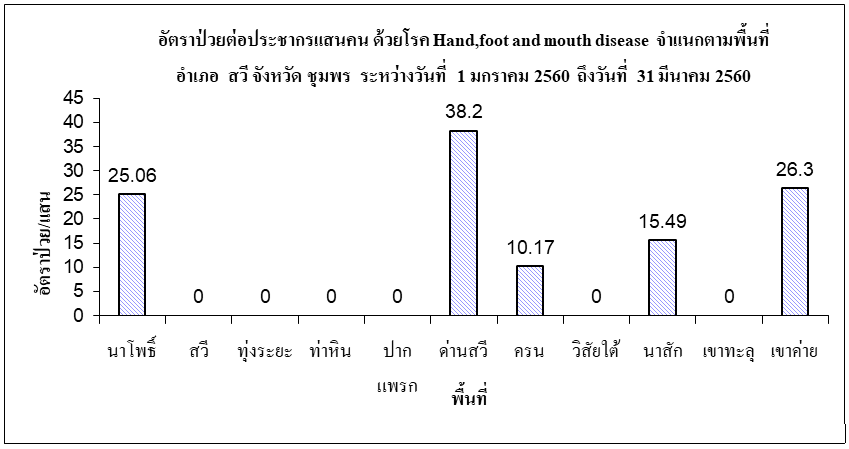 อัตราป่วยต่อประชากรแสนคน ด้วยโรค Hand,foot and mouth disease จำแนกตามพื้นที่
อำเภอ สวี จังหวัด ชุมพร ระหว่างวันที่ 1 มกราคม 2560 ถึงวันที่ 31 มีนาคม 2560
อัตราป่วย/แสน
45
40
35
30
25
20
15
10
5
0
25.06
0
0
0
0
38.2
10.17
0
15.49
0
26.3
นาโพธิ์
สวี
ทุ่งระยะ
ท่าหิน
ปาก
แพรก
ด่านสวี
ครน
วิสัยใต้
นาสัก
เขาทะลุ
เขาค่าย
พื้นที่